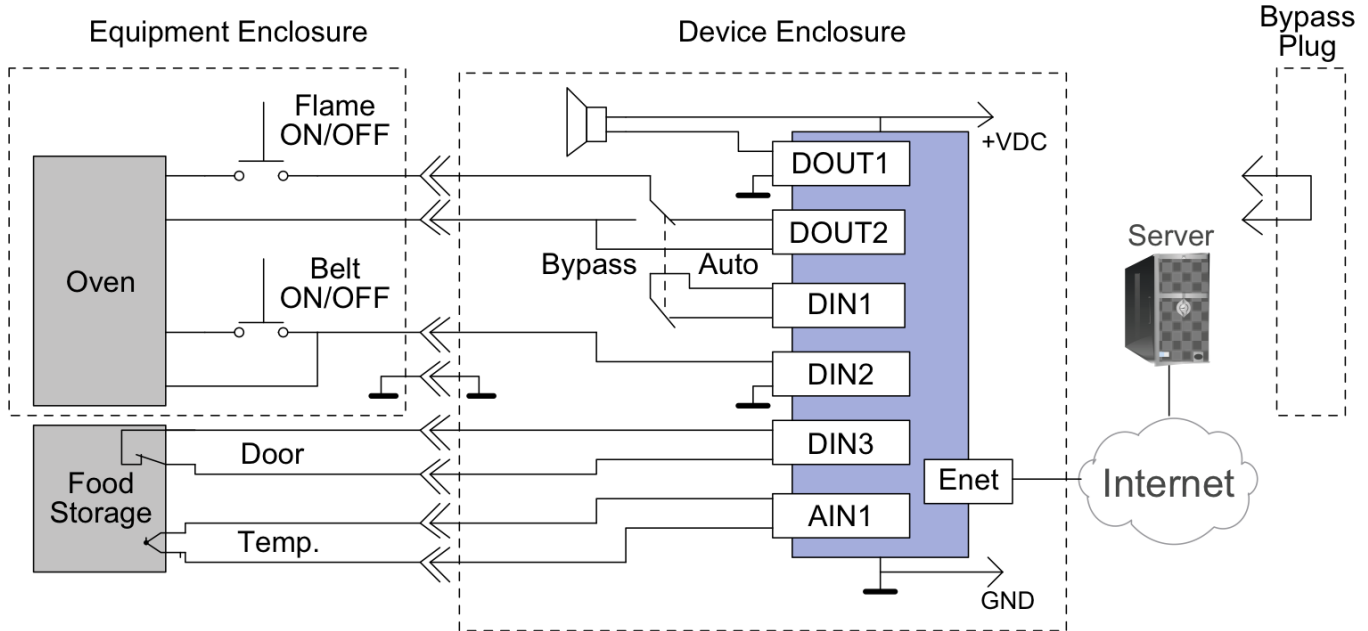 Equipment Enclosure
Device Enclosure
Bypass
Plug
Flame
ON/OFF
+VDC
DOUT1
DOUT2
Server
Oven
Belt
ON/OFF
Bypass
Auto
DIN1
DIN2
Door
DIN3
Food
Storage
Enet
Internet
Temp.
AIN1
GND